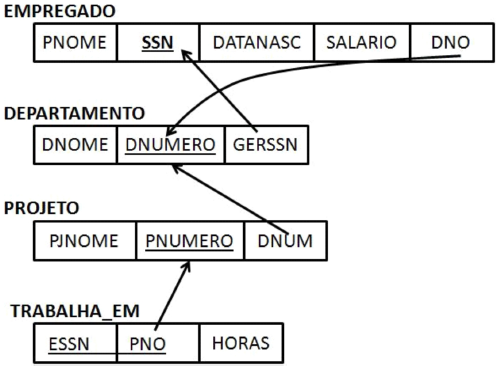 EMPREGADO
PNOME SSN DATANASC SALARIO DNO
DEPARTAMENTO
DNOME DNUMERO GERSSN
PROJETO
PJNOME PNUMERO DNUM
TRABALHA_EM
ESSN PNO HORAS